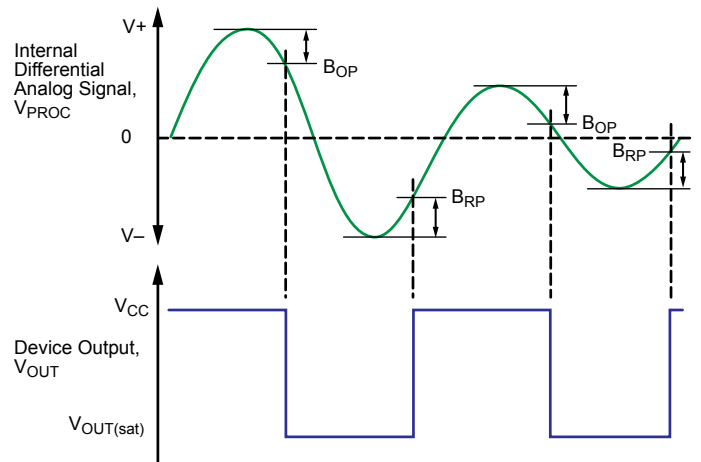 V+
Internal
Differential
Analog Signal,
VPROC
BOP
BOP
0
BRP
BRP
V–
VCC
Device Output,
VOUT
VOUT(sat)